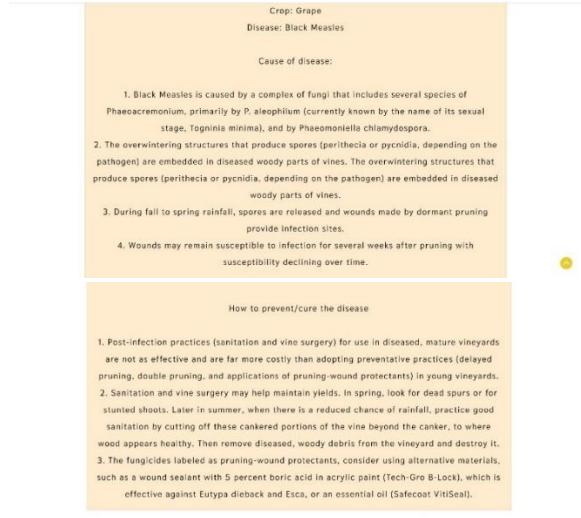 Crop: Grape
Disease: Black Measles
Cause of disease:
1. Black Measles is caused by a complex of fungi that includes several species of
Phaeoacremonium, primarily by P. aleophilum (currently known by the name of its sexual
stage, Togninia minima), and by Phaeomoniella chlamydospora.
2. The overwintering structures that produce spores (perithecia or pycnidia, depending on the
pathogen) are embedded in diseased woody parts of vines. The overwintering structures that
produce spores (perithecia or pycnidia, depending on the pathogen) are embedded in diseased
woody parts of vines.
3. During fall to spring rainfall, spores are released and wounds made by dormant pruning
provide infection sites.
4. Wounds may remain susceptible to infection for several weeks after pruning with
susceptibility declining over time.
How to prevent/cure the disease
1. Post-infection practices (sanitation and vine surgery) for use in diseased, mature vineyards
are not as effective and are far more costly than adopting preventative practices (delayed
pruning, double pruning, and applications of pruning-wound protectants) in young vineyards.
2. Sanitation and vine surgery may help maintain yields. In spring, look for dead spurs or for
stunted shoots. Later in summer, when there is a reduced chance of rainfall, practice good
sanitation by cutting off these cankered portions of the vine beyond the canker, to where
wood appears healthy. Then remove diseased, woody debris from the vineyard and destroy it.
3. The fungicides labeled as pruning-wound protectants, consider using alternative materials,
such as a wound sealant with 5 percent boric acid in acrylic paint (Tech-Gro B-Lock), which is
effective against Eutypa dieback and Esca, or an essential oil (Safecoat VitiSeal).